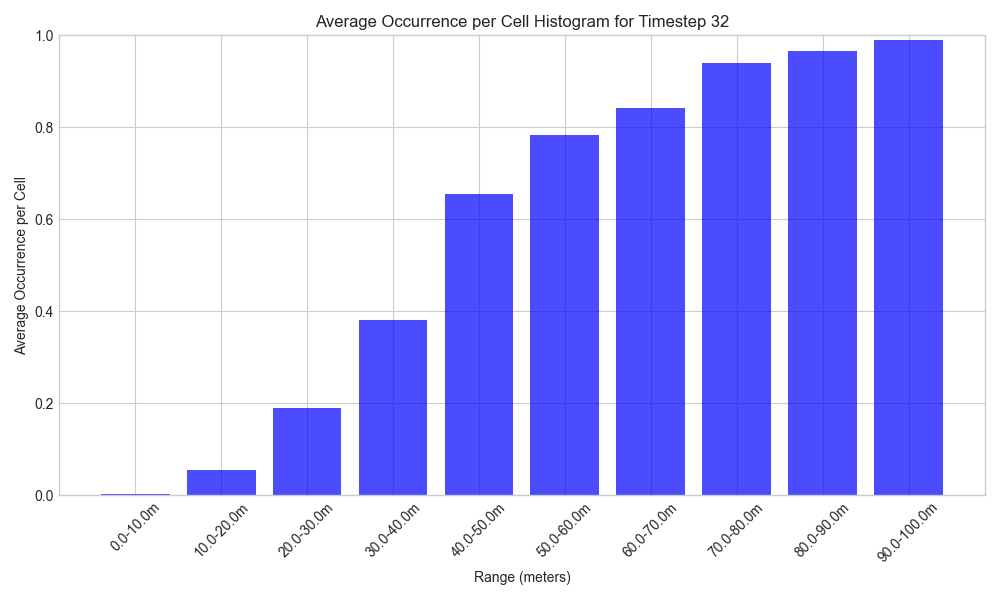 Average Occurrence per Cell Histogram for Timestep 32
Average Occurrence per Cell
1.0
0.8
0.6
0.4
0.2
0.0
0.0-10.0m
10.0-20.0m
20.0-30.0m
30.0-40.0m
40.0-50.0m
50.0-60.0m
60.0-70.0m
70.0-80.0m
80.0-90.0m
90.0-100.0m
Range (meters)